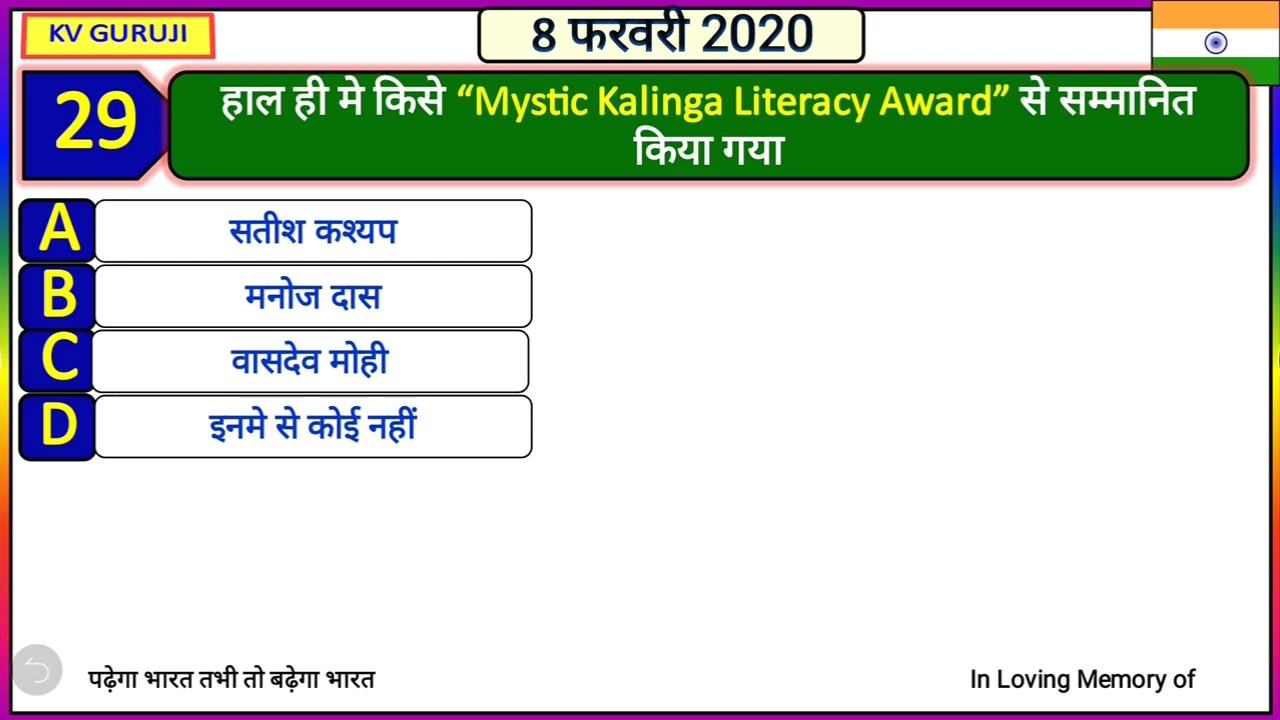 KV GURUJI
8 फरवरी 2020
29
हाल ही मे किसे “Mystic Kalinga Literacy Award” से सम्मानित
किया गया
A सतीश कश्यप
B मनोज दास
C वासदेव मोही
D इनमे से कोई नहीं
पढ़ेगा भारत तभी तो बढ़ेगा भारत
In Loving Memory of